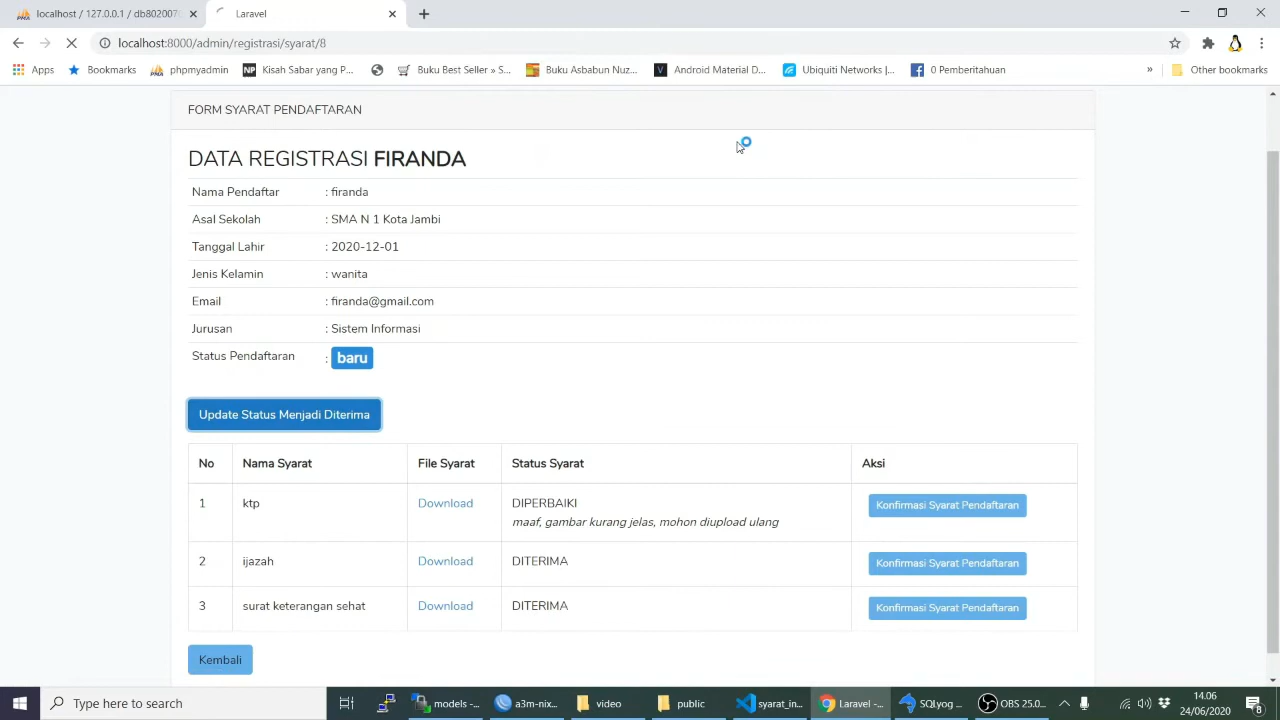 localhost / 127.0.0.1 / db802007
Laravel
localhost:8000/admin/registrasi/syarat/8
Apps
Bookmarks
phpmyadmin
NP
Kisah Sabar yang P...
Buku Best Seller » S...
Buku Asbabun Nuz...
Android Material D...
Ubiquiti Networks |...
0 Pemberitahuan
»
Other bookmarks
FORM SYARAT PENDAFTARAN
DATA REGISTRASI FIRANDA
Nama Pendaftar : firanda
Asal Sekolah : SMA N 1 Kota Jambi
Tanggal Lahir : 2020-12-01
Jenis Kelamin : wanita
Email : firanda@gmail.com
Jurusan : Sistem Informasi
Status Pendaftaran : baru
Update Status Menjadi Diterima
No Nama Syarat File Syarat Status Syarat Aksi
1 ktp Download DIPERBAIKI Konfirmasi Syarat Pendaftaran
maaf, gambar kurang jelas, mohon diupload ulang
2 ijazah Download DITERIMA Konfirmasi Syarat Pendaftaran
3 surat keterangan sehat Download DITERIMA Konfirmasi Syarat Pendaftaran
Kembali
Type here to search
models -...
a3m-nix...
video
public
syarat_in...
Laravel -...
SQLyog ...
OBS 25.0...
14.06
24/06/2020
8